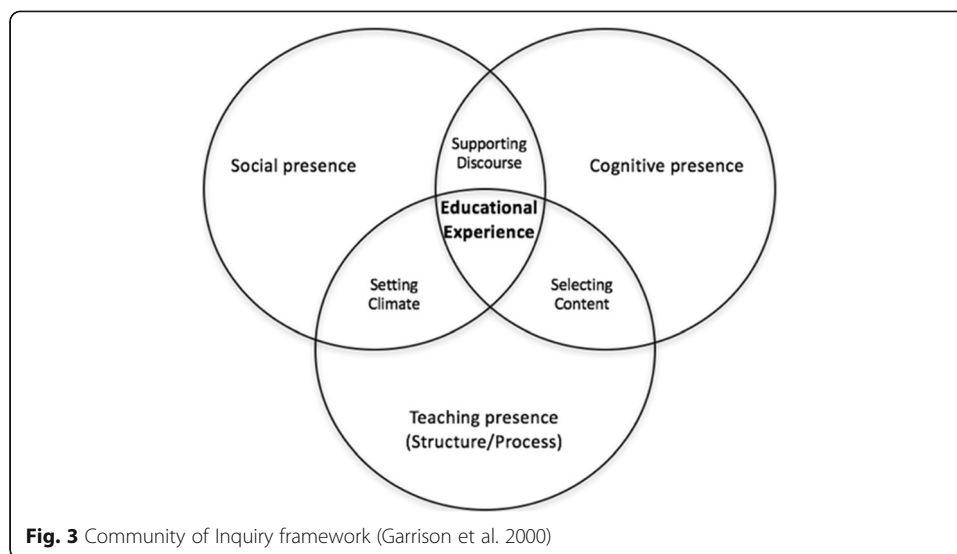 Supporting
Discourse
Social presence
Cognitive presence
Educational
Experience
Setting
Climate
Selecting
Content
Teaching presence
(Structure/Process)
Fig. 3 Community of Inquiry framework (Garrison et al. 2000)